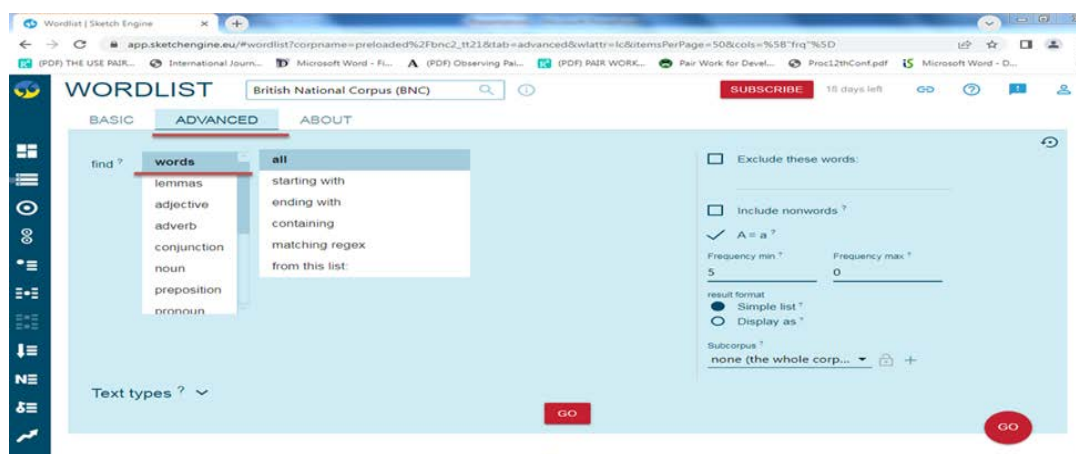 Wordlist | Sketch Engine
app.sketchengine.eu/#wordlist?corpname=preloaded%2Fbnc2_tt21&tab=advanced&wlattr=lc&itemsPerPage=50&cols=%5B"frq"%5D
(PDF) THE USE PAIR... International Journ... Microsoft Word - Fi... (PDF) Observing Pai... (PDF) PAIR WORK... Pair Work for Devel... Proc12thConf.pdf Microsoft Word - D...
WORDLIST British National Corpus (BNC) SUBSCRIBE 18 days left
BASIC ADVANCED ABOUT
find ?
words
lemmas
adjective
adverb
conjunction
noun
preposition
pronoun
all
starting with
ending with
containing
matching regex
from this list:
Exclude these words:
Include nonwords ?
A = a ?
Frequency min ? Frequency max ?
5 0
result format
Simple list ?
Display as ?
Subcorpus ?
none (the whole corp...
Text types ?
GO
GO